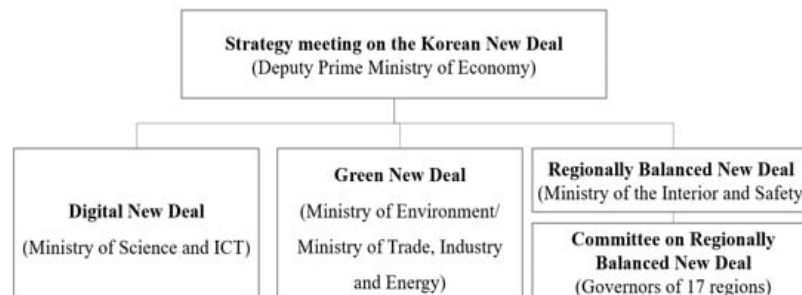 Strategy meeting on the Korean New Deal
(Deputy Prime Ministry of Economy)
Digital New Deal
(Ministry of Science and ICT)
Green New Deal
(Ministry of Environment/
Ministry of Trade, Industry
and Energy)
Regionally Balanced New Deal
(Ministry of the Interior and Safety
Committee on Regionally
Balanced New Deal
(Governors of 17 regions)